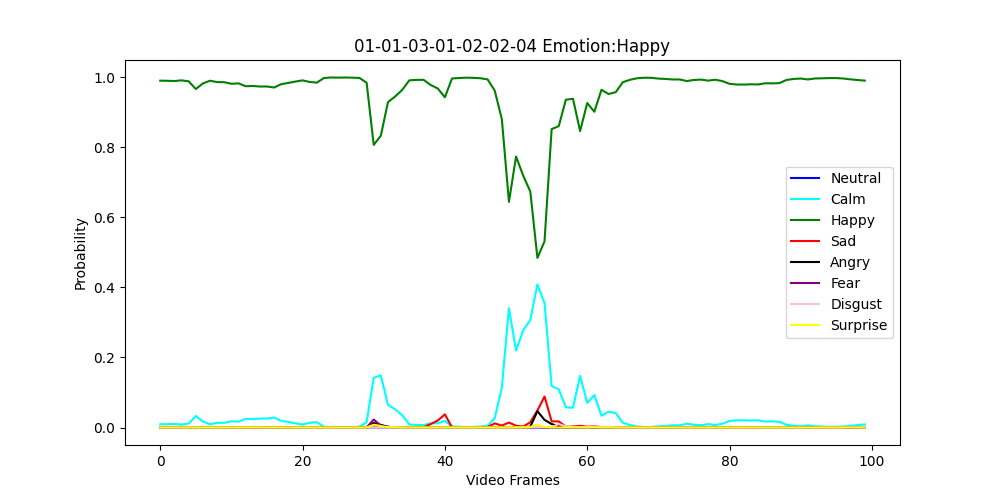 01-01-03-01-02-02-04 Emotion:Happy
Probability
1.0
0.8
0.6
0.4
0.2
0.0
Neutral
Calm
Happy
Sad
Angry
Fear
Disgust
Surprise
0 20 40 60 80 100
Video Frames